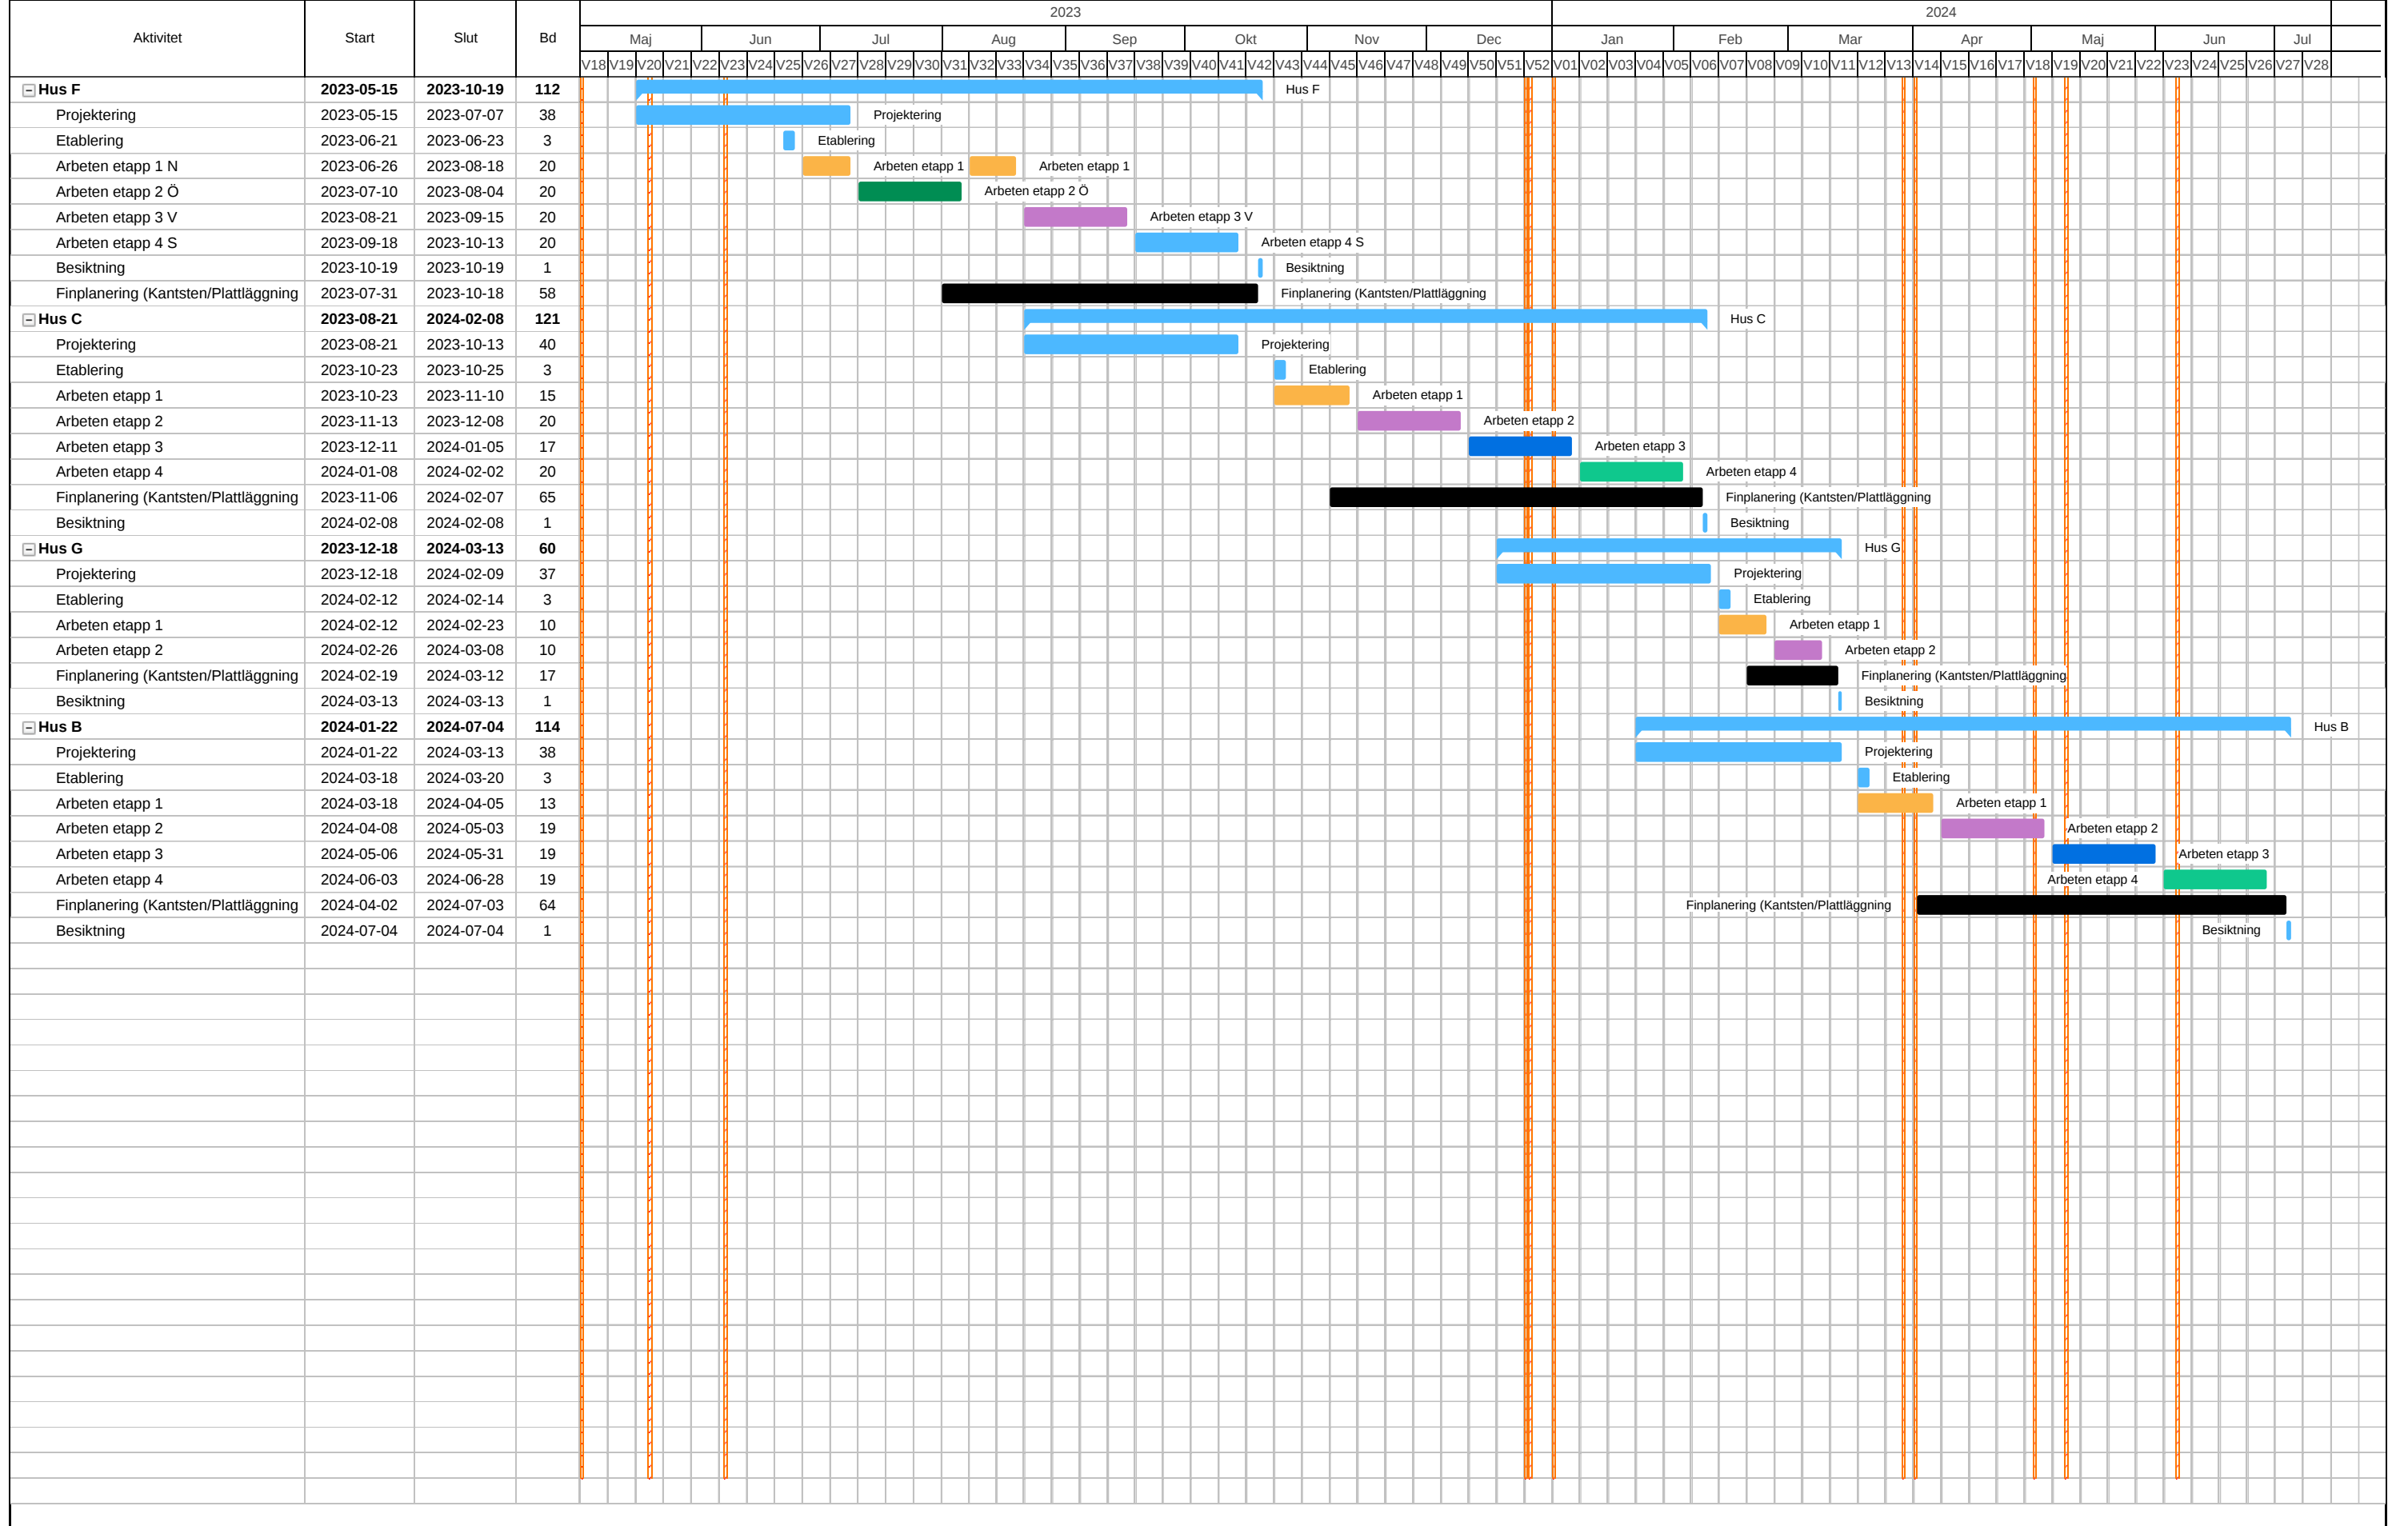 2023 2024
Aktivitet Start Slut Bd Maj Jun Jul Aug Sep Okt Nov Dec Jan Feb Mar Apr Maj Jun Jul
V18 V19 V20 V21 V22 V23 V24 V25 V26 V27 V28 V29 V30 V31 V32 V33 V34 V35 V36 V37 V38 V39 V40 V41 V42 V43 V44 V45 V46 V47 V48 V49 V50 V51 V52 V01 V02 V03 V04 V05 V06 V07 V08 V09 V10 V11 V12 V13 V14 V15 V16 V17 V18 V19 V20 V21 V22 V23 V24 V25 V26 V27 V28
Hus F 2023-05-15 2023-10-19 112 Hus F
Projektering 2023-05-15 2023-07-07 38 Projektering
Etablering 2023-06-21 2023-06-23 3 Etablering
Arbeten etapp 1 N 2023-06-26 2023-08-18 20 Arbeten etapp 1 Arbeten etapp 1
Arbeten etapp 2 Ö 2023-07-10 2023-08-04 20 Arbeten etapp 2 Ö
Arbeten etapp 3 V 2023-08-21 2023-09-15 20 Arbeten etapp 3 V
Arbeten etapp 4 S 2023-09-18 2023-10-13 20 Arbeten etapp 4 S
Besiktning 2023-10-19 2023-10-19 1 Besiktning
Finplanering (Kantsten/Plattläggning 2023-07-31 2023-10-18 58 Finplanering (Kantsten/Plattläggning
Hus C 2023-08-21 2024-02-08 121 Hus C
Projektering 2023-08-21 2023-10-13 40 Projektering
Etablering 2023-10-23 2023-10-25 3 Etablering
Arbeten etapp 1 2023-10-23 2023-11-10 15 Arbeten etapp 1
Arbeten etapp 2 2023-11-13 2023-12-08 20 Arbeten etapp 2
Arbeten etapp 3 2023-12-11 2024-01-05 17 Arbeten etapp 3
Arbeten etapp 4 2024-01-08 2024-02-02 20 Arbeten etapp 4
Finplanering (Kantsten/Plattläggning 2023-11-06 2024-02-07 65 Finplanering (Kantsten/Plattläggning
Besiktning 2024-02-08 2024-02-08 1 Besiktning
Hus G 2023-12-18 2024-03-13 60 Hus G
Projektering 2023-12-18 2024-02-09 37 Projektering
Etablering 2024-02-12 2024-02-14 3 Etablering
Arbeten etapp 1 2024-02-12 2024-02-23 10 Arbeten etapp 1
Arbeten etapp 2 2024-02-26 2024-03-08 10 Arbeten etapp 2
Finplanering (Kantsten/Plattläggning 2024-02-19 2024-03-12 17 Finplanering (Kantsten/Plattläggning
Besiktning 2024-03-13 2024-03-13 1 Besiktning
Hus B 2024-01-22 2024-07-04 114 Hus B
Projektering 2024-01-22 2024-03-13 38 Projektering
Etablering 2024-03-18 2024-03-20 3 Etablering
Arbeten etapp 1 2024-03-18 2024-04-05 13 Arbeten etapp 1
Arbeten etapp 2 2024-04-08 2024-05-03 19 Arbeten etapp 2
Arbeten etapp 3 2024-05-06 2024-05-31 19 Arbeten etapp 3
Arbeten etapp 4 2024-06-03 2024-06-28 19 Arbeten etapp 4
Finplanering (Kantsten/Plattläggning 2024-04-02 2024-07-03 64 Finplanering (Kantsten/Plattläggning
Besiktning 2024-07-04 2024-07-04 1 Besiktning